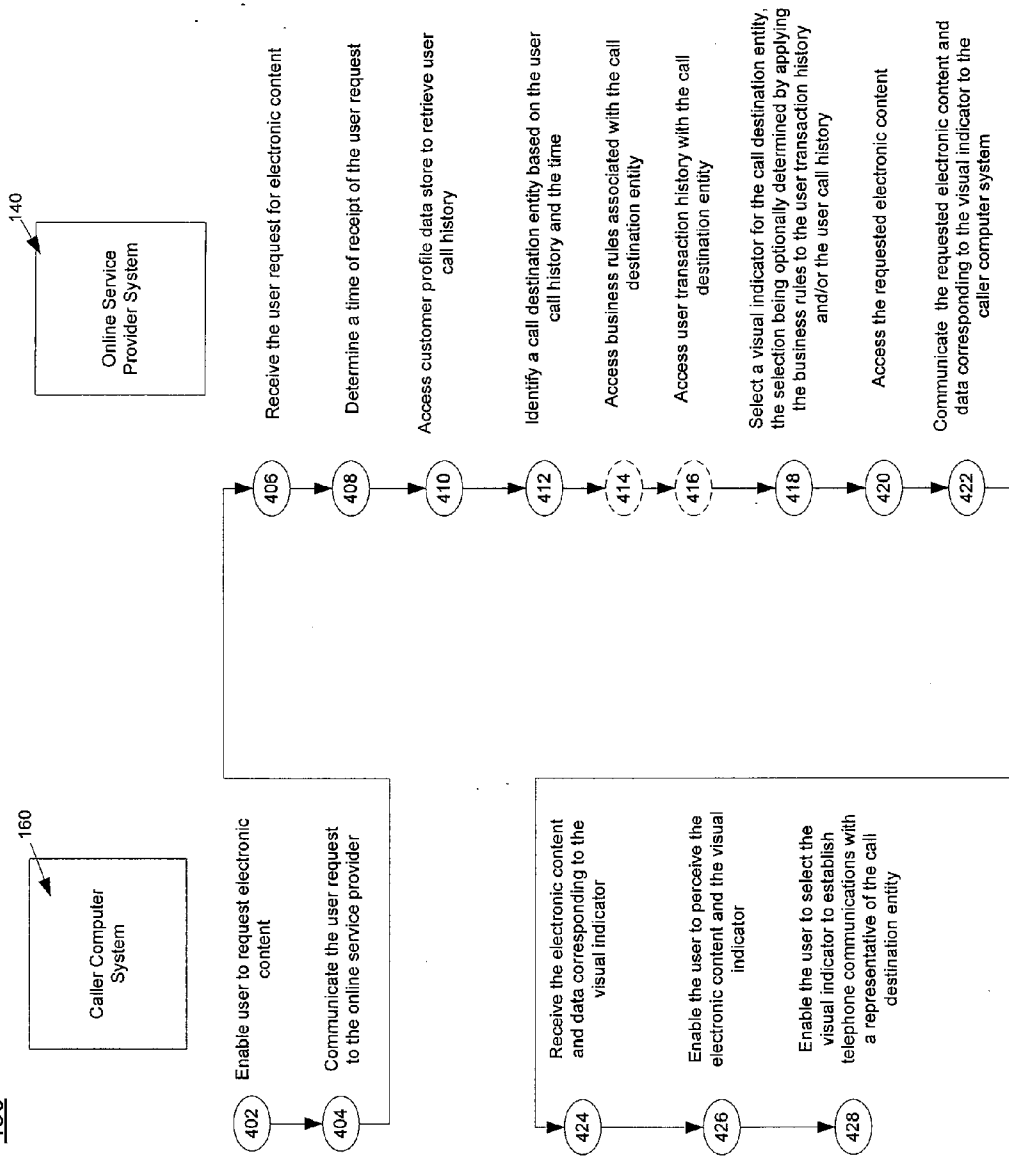 160
Caller Computer
System
140
Online Service
Provider System
402
Enable user to request electronic
content
404
Communicate the user request
to the online service provider
406
Receive the user request for electronic content
408
Determine a time of receipt of the user request
410
Access customer profile data store to retrieve user
call history
412
Identify a call destination entity based on the user
call history and the time
414
Access business rules associated with the call
destination entity
416
Access user transaction history with the call
destination entity
418
Select a visual indicator for the call destination entity,
the selection being optionally determined by applying
the business rules to the user transaction history
and/or the user call history
420
Access the requested electronic content
422
Communicate the requested electronic content and
data corresponding to the visual indicator to the
caller computer system
424
Receive the electronic content
and data corresponding to the
visual indicator
426
Enable the user to perceive the
electronic content and the visual
indicator
428
Enable the user to select the
visual indicator to establish
telephone communications with
a representative of the call
destination entity